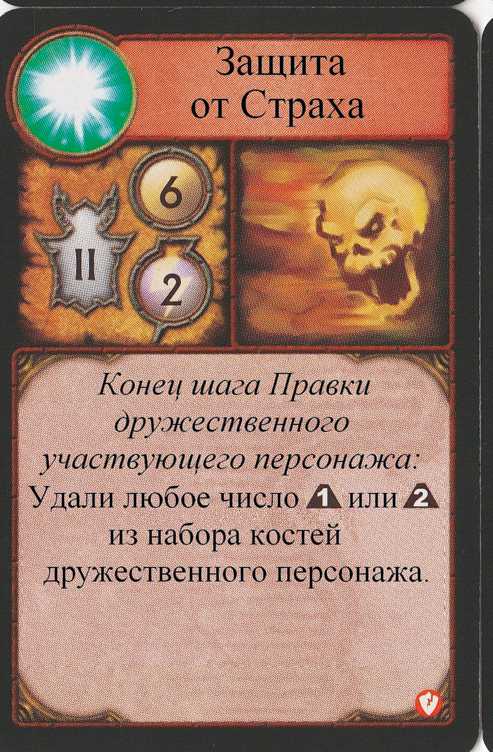 Защита
от Страха
6
II
2
Конец шага Правки
дружественного
участвующего персонажа:
Удали любое число 1 или 2
из набора костей
дружественного персонажа.